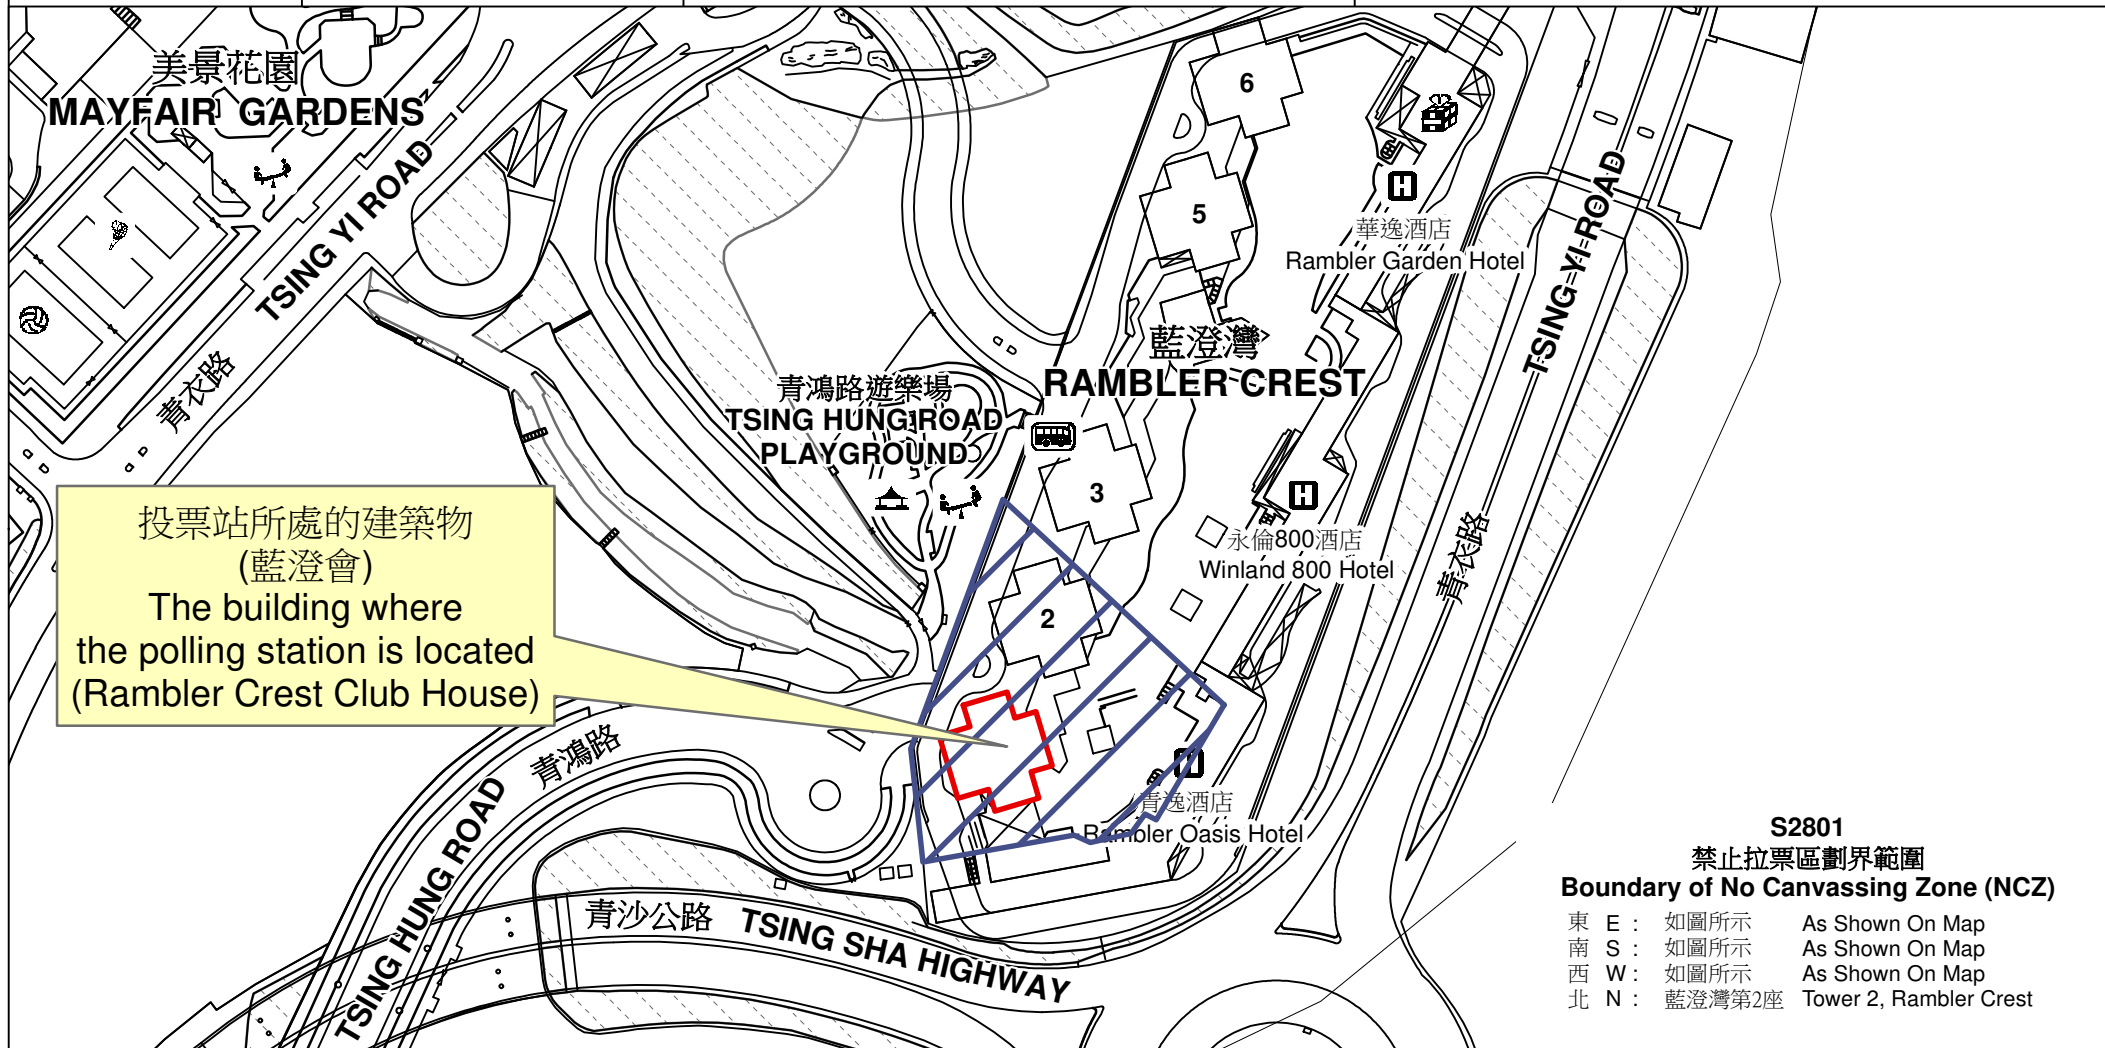 美景花園
MAYFAIR GARDENS
TSING YI ROAD
青衣路
6
5
華逸酒店
Rambler Garden Hotel
TSING YI ROAD
青衣路
藍澄灣
RAMBLER CREST
青鴻路遊樂場
TSING HUNG ROAD
PLAYGROUND
3
永倫800酒店
Winland 800 Hotel
2
投票站所處的建築物
(藍澄會)
The building where
the polling station is located
(Rambler Crest Club House)
青逸酒店
Rambler Oasis Hotel
青鴻路
TSING HUNG ROAD
青沙公路 TSING SHA HIGHWAY
S2801
禁止拉票區劃界範圍
Boundary of No Canvassing Zone (NCZ)
東 E : 如圖所示 As Shown On Map
南 S : 如圖所示 As Shown On Map
西 W : 如圖所示 As Shown On Map
北 N : 藍澄灣第2座 Tower 2, Rambler Crest